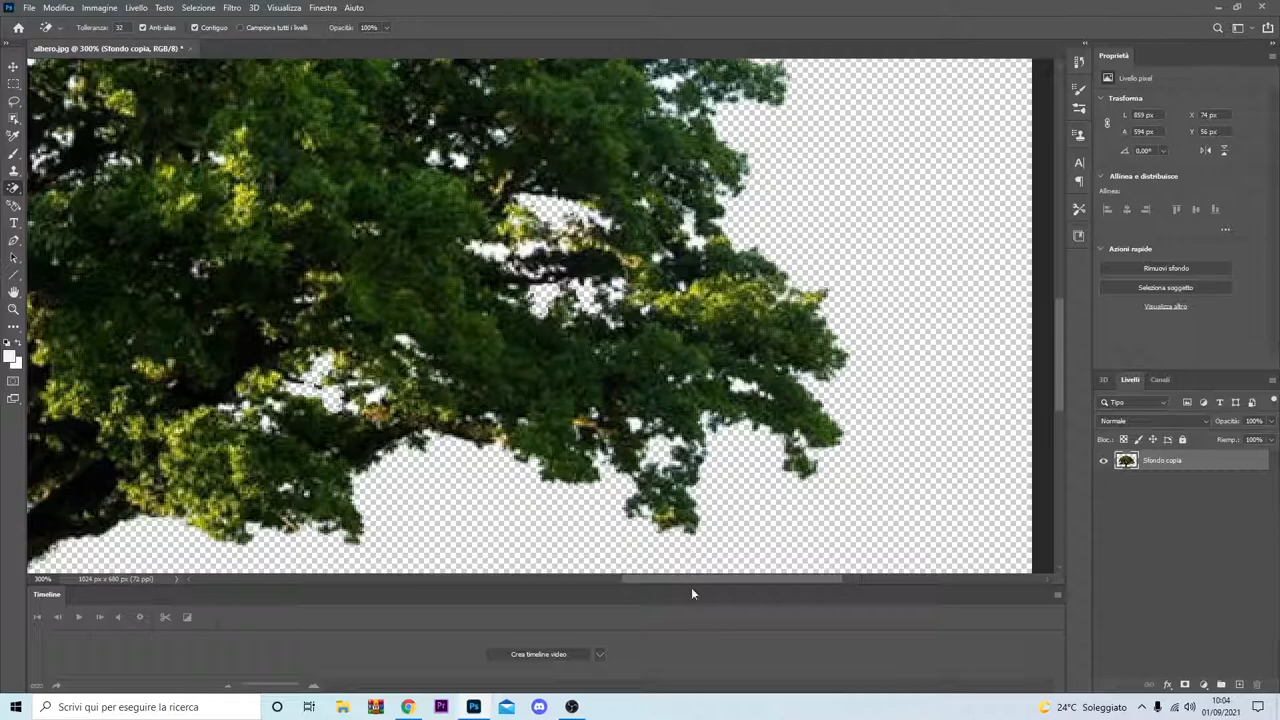 File Modifica Immagine Livello Testo Selezione Filtro 3D Visualizza Finestra Aiuto
Tolleranza: 32 Anti-alias Contiguo Campiona tutti i livelli Opacità: 100%
albero.jpg @ 300% (Sfondo copia, RGB/8) *
Proprietà
Livello pixel
Trasforma
L 859 px X 74 px
A 594 px Y 56 px
0,00°
Allinea e distribuisce
Allinea:
Azioni rapide
Rimuovi sfondo
Seleziona soggetto
Visualizza altro
3D Livelli Canali
Tipo
Normale Opacità: 100%
Bloc.: Riemp.: 100%
Sfondo copia
300% 1024 px x 680 px (72 ppi)
Timeline
Crea timeline video
Scrivi qui per eseguire la ricerca
24°C Soleggiato
10:04
01/09/2021